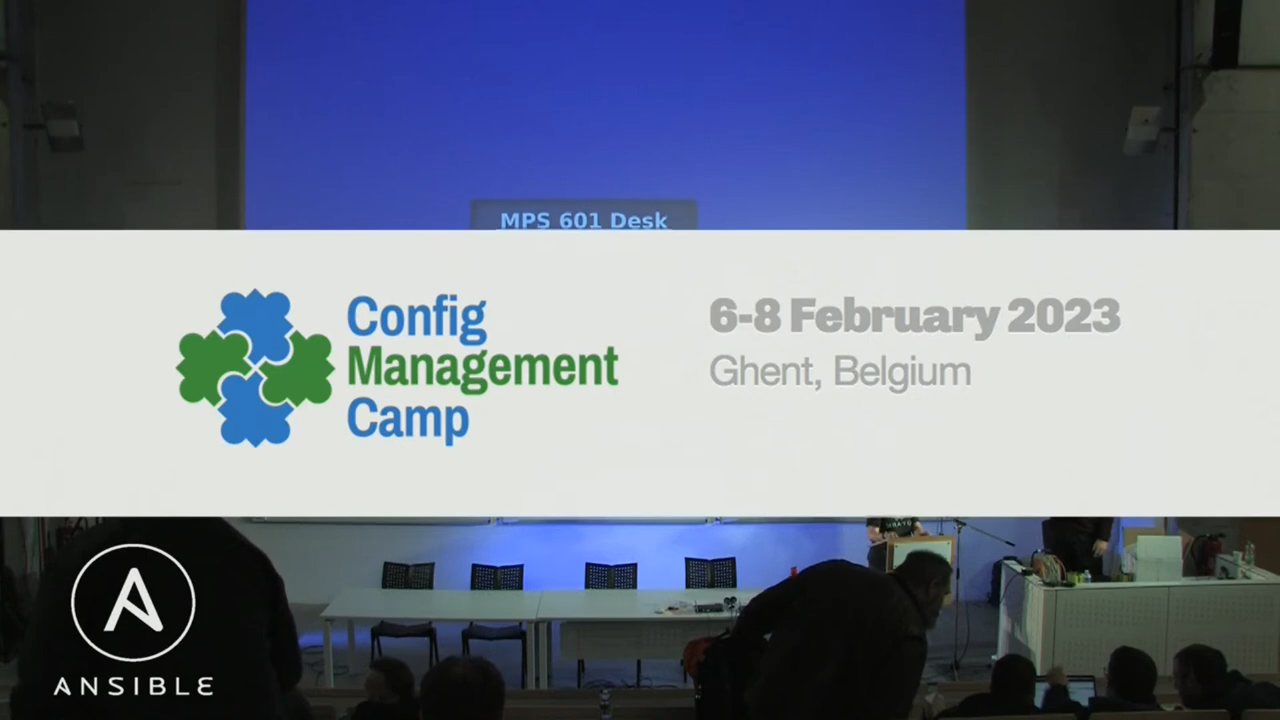 MPS 601 Desk
Config
Management
Camp
6-8 February 2023
Ghent, Belgium
ANSIBLE